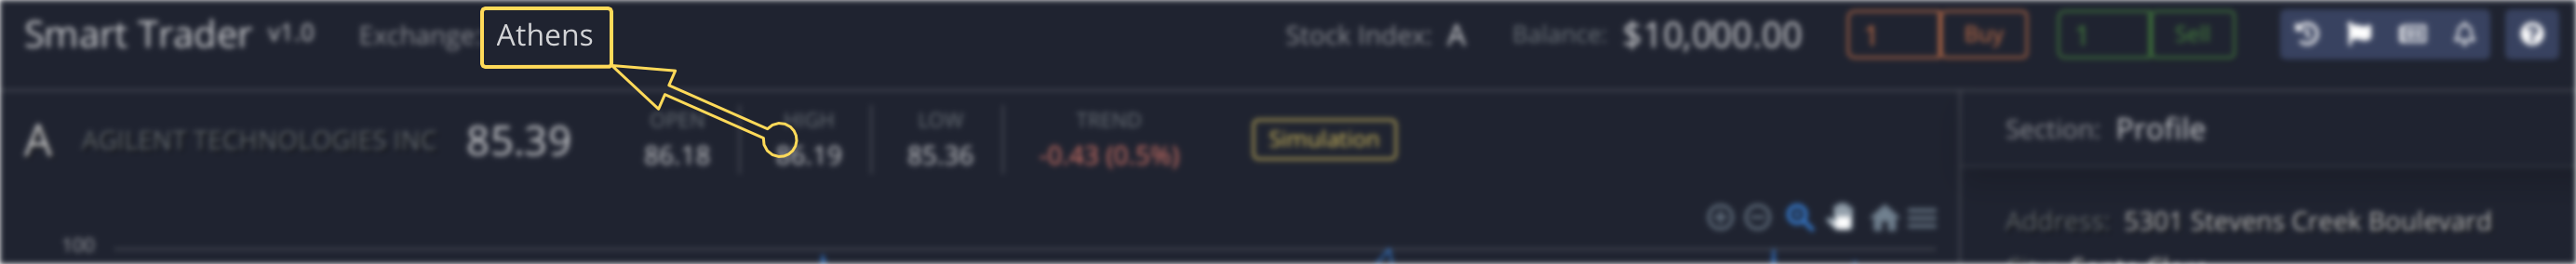 Smart Trader v1.0 Exchange: Athens Stock Index: A Balance: $10,000.00 1 Buy 1 Sell
A AGILENT TECHNOLOGIES INC 85.39 OPEN 86.18 HIGH 86.19 LOW 85.36 TREND -0.43 (0.5%) Simulation
Section: Profile
100
Address: 5301 Stevens Creek Boulevard